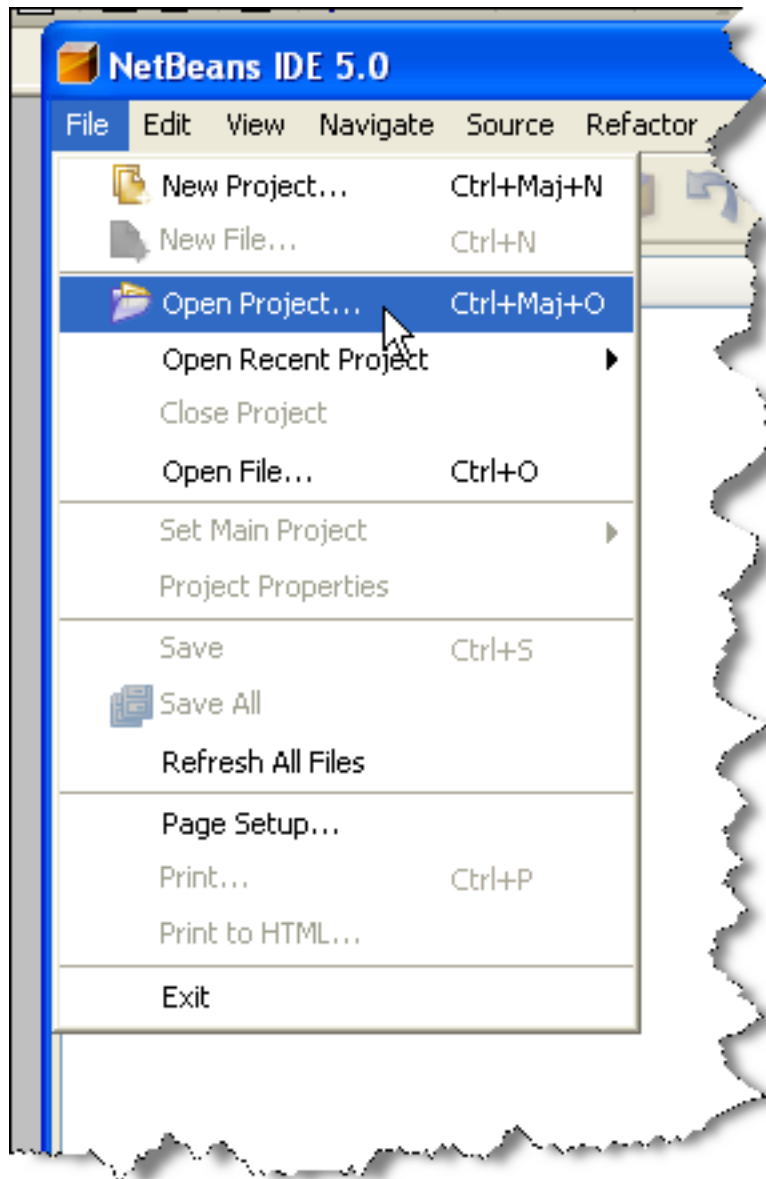 NetBeans IDE 5.0
File Edit View Navigate Source Refactor
New Project... Ctrl+Maj+N
New File... Ctrl+N
Open Project... Ctrl+Maj+O
Open Recent Project
Close Project
Open File... Ctrl+O
Set Main Project
Project Properties
Save Ctrl+S
Save All
Refresh All Files
Page Setup...
Print... Ctrl+P
Print to HTML...
Exit